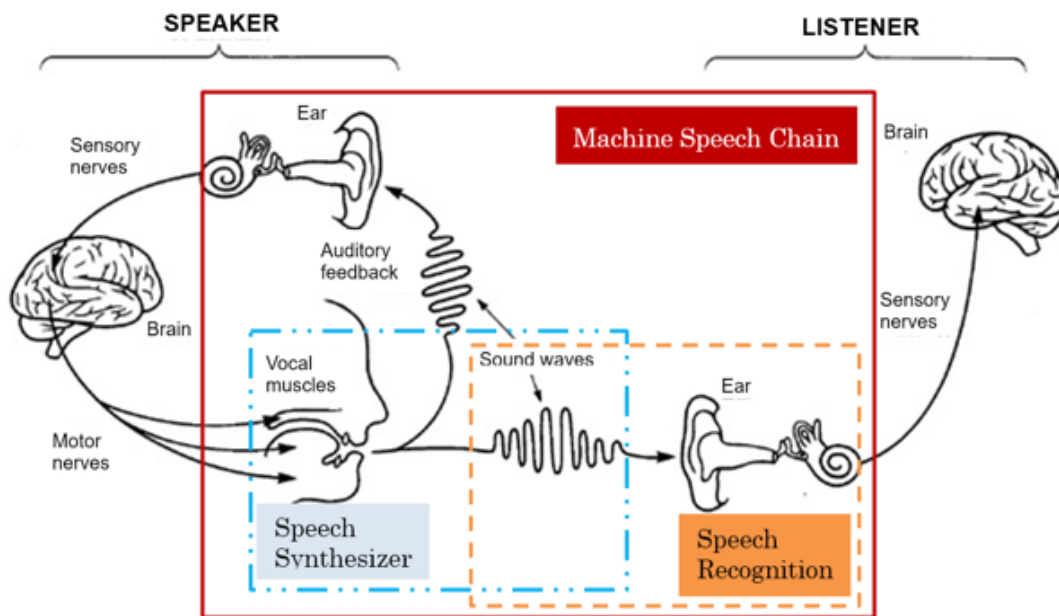 SPEAKER
LISTENER
Ear
Machine Speech Chain
Brain
Sensory
nerves
Auditory
feedback
Brain
Sensory
nerves
Vocal
muscles
Sound waves
Ear
Motor
nerves
Speech
Synthesizer
Speech
Recognition